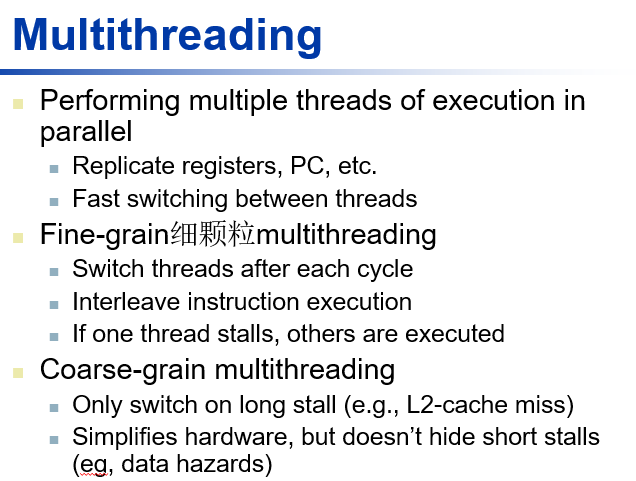 Multithreading
Performing multiple threads of execution in
parallel
Replicate registers, PC, etc.
Fast switching between threads
Fine-grain细颗粒multithreading
Switch threads after each cycle
Interleave instruction execution
If one thread stalls, others are executed
Coarse-grain multithreading
Only switch on long stall (e.g., L2-cache miss)
Simplifies hardware, but doesn’t hide short stalls
(eg, data hazards)